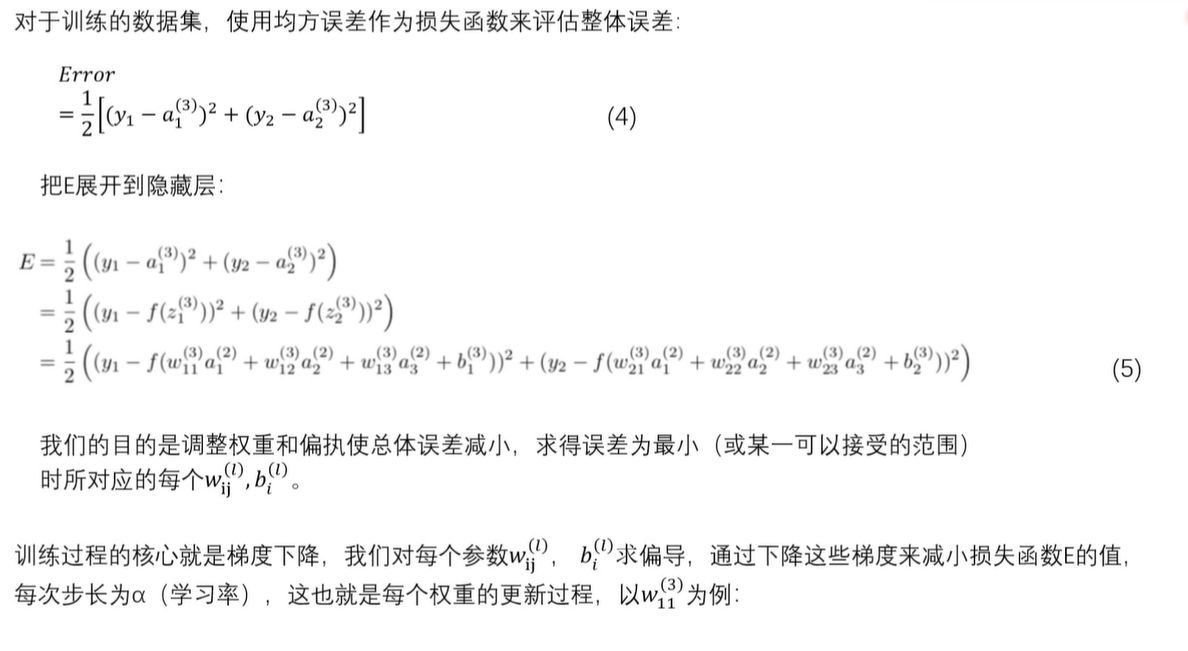 对于训练的数据集，使用均方误差作为损失函数来评估整体误差：
Error
= \frac{1}{2}[(y_1 − a_1^{(3)})^2 + (y_2 − a_2^{(3)})^2] (4)
把E展开到隐藏层：
E = \frac{1}{2}((y_1 − a_1^{(3)})^2 + (y_2 − a_2^{(3)})^2)
= \frac{1}{2}((y_1 − f(z_1^{(3)}))^2 + (y_2 − f(z_2^{(3)}))^2)
= \frac{1}{2}((y_1 − f(w_{11}^{(3)}a_1^{(2)} + w_{12}^{(3)}a_2^{(2)} + w_{13}^{(3)}a_3^{(2)} + b_1^{(3)}))^2 + (y_2 − f(w_{21}^{(3)}a_1^{(2)} + w_{22}^{(3)}a_2^{(2)} + w_{23}^{(3)}a_3^{(2)} + b_2^{(3)}))^2) (5)
我们的目的是调整权重和偏执使总体误差减小，求得误差为最小（或某一可以接受的范围）
时所对应的每个w_{ij}^{(l)}, b_i^{(l)}。
训练过程的核心就是梯度下降，我们对每个参数w_{ij}^{(l)}， b_i^{(l)}求偏导，通过下降这些梯度来减小损失函数E的值，
每次步长为α（学习率），这也就是每个权重的更新过程，以w_{11}^{(3)}为例：